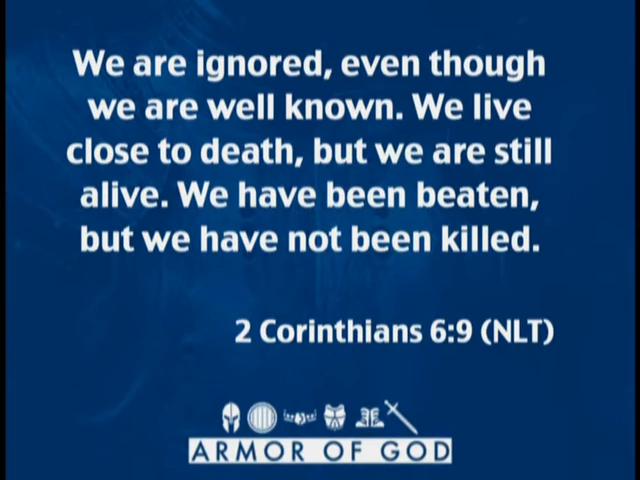 We are ignored, even though
we are well known. We live
close to death, but we are still
alive. We have been beaten,
but we have not been killed.
2 Corinthians 6:9 (NLT)
ARMOR OF GOD